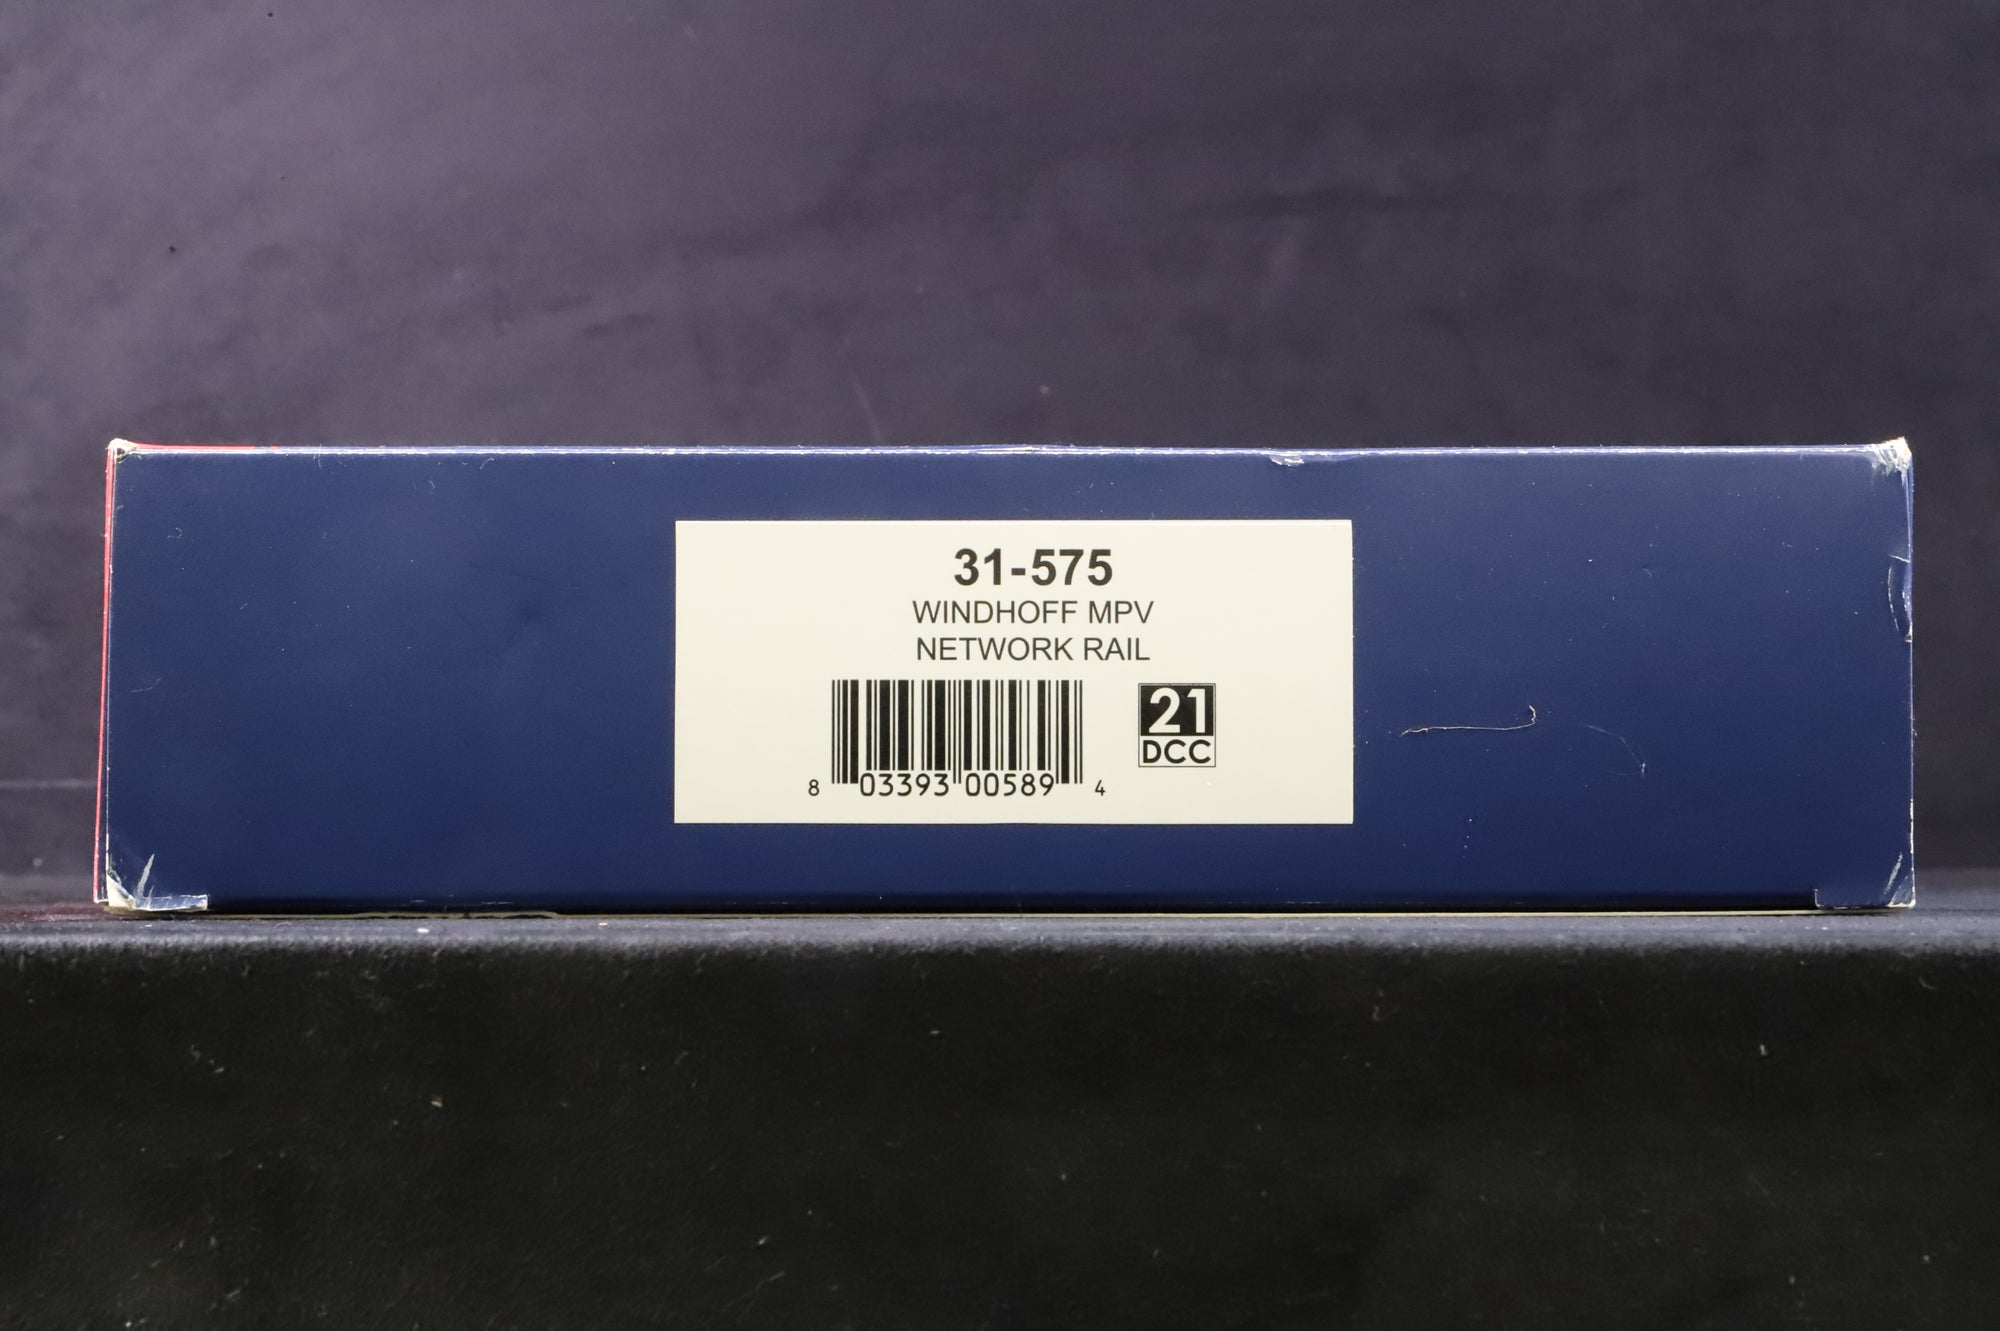 31-575
WINDHOFF MPV
NETWORK RAIL
21
DCC
8 03393 00589 4